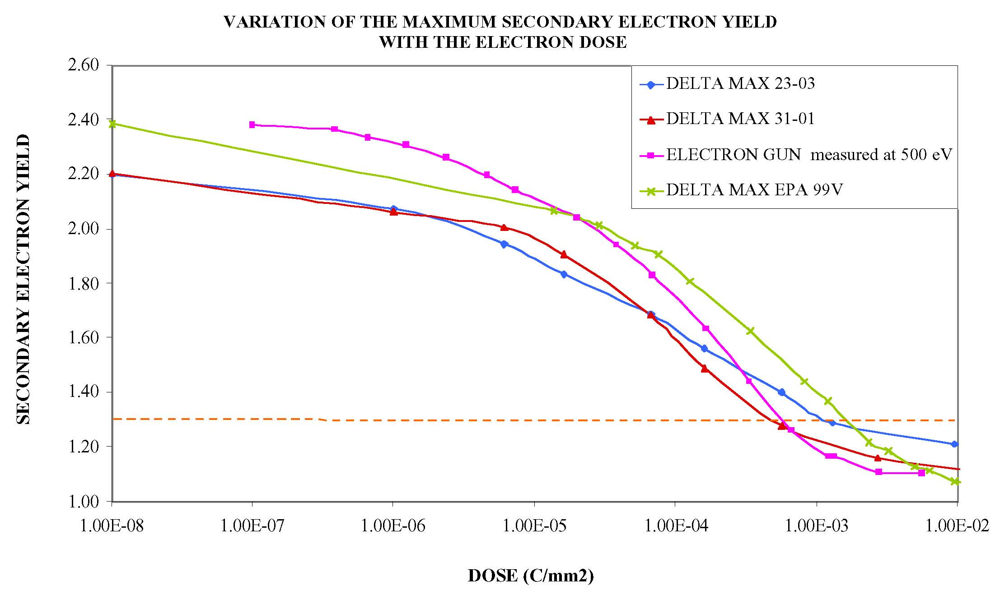 VARIATION OF THE MAXIMUM SECONDARY ELECTRON YIELD
WITH THE ELECTRON DOSE
SECONDARY ELECTRON YIELD
2.60
2.40
2.20
2.00
1.80
1.60
1.40
1.20
1.00
DELTA MAX 23-03
DELTA MAX 31-01
ELECTRON GUN measured at 500 eV
DELTA MAX EPA 99V
1.00E-08 1.00E-07 1.00E-06 1.00E-05 1.00E-04 1.00E-03 1.00E-02
DOSE (C/mm2)